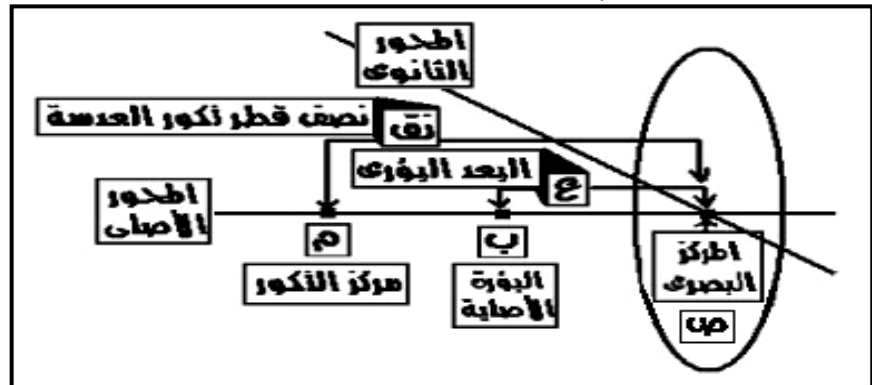 المحور
الثانوى
نصف قطر تكور العدسة
نق
البعد البؤرى
ع
المحور
الأصلى
م
ب
مركز التكور
البؤرة
الأصلية
المركز
البصرى
ص